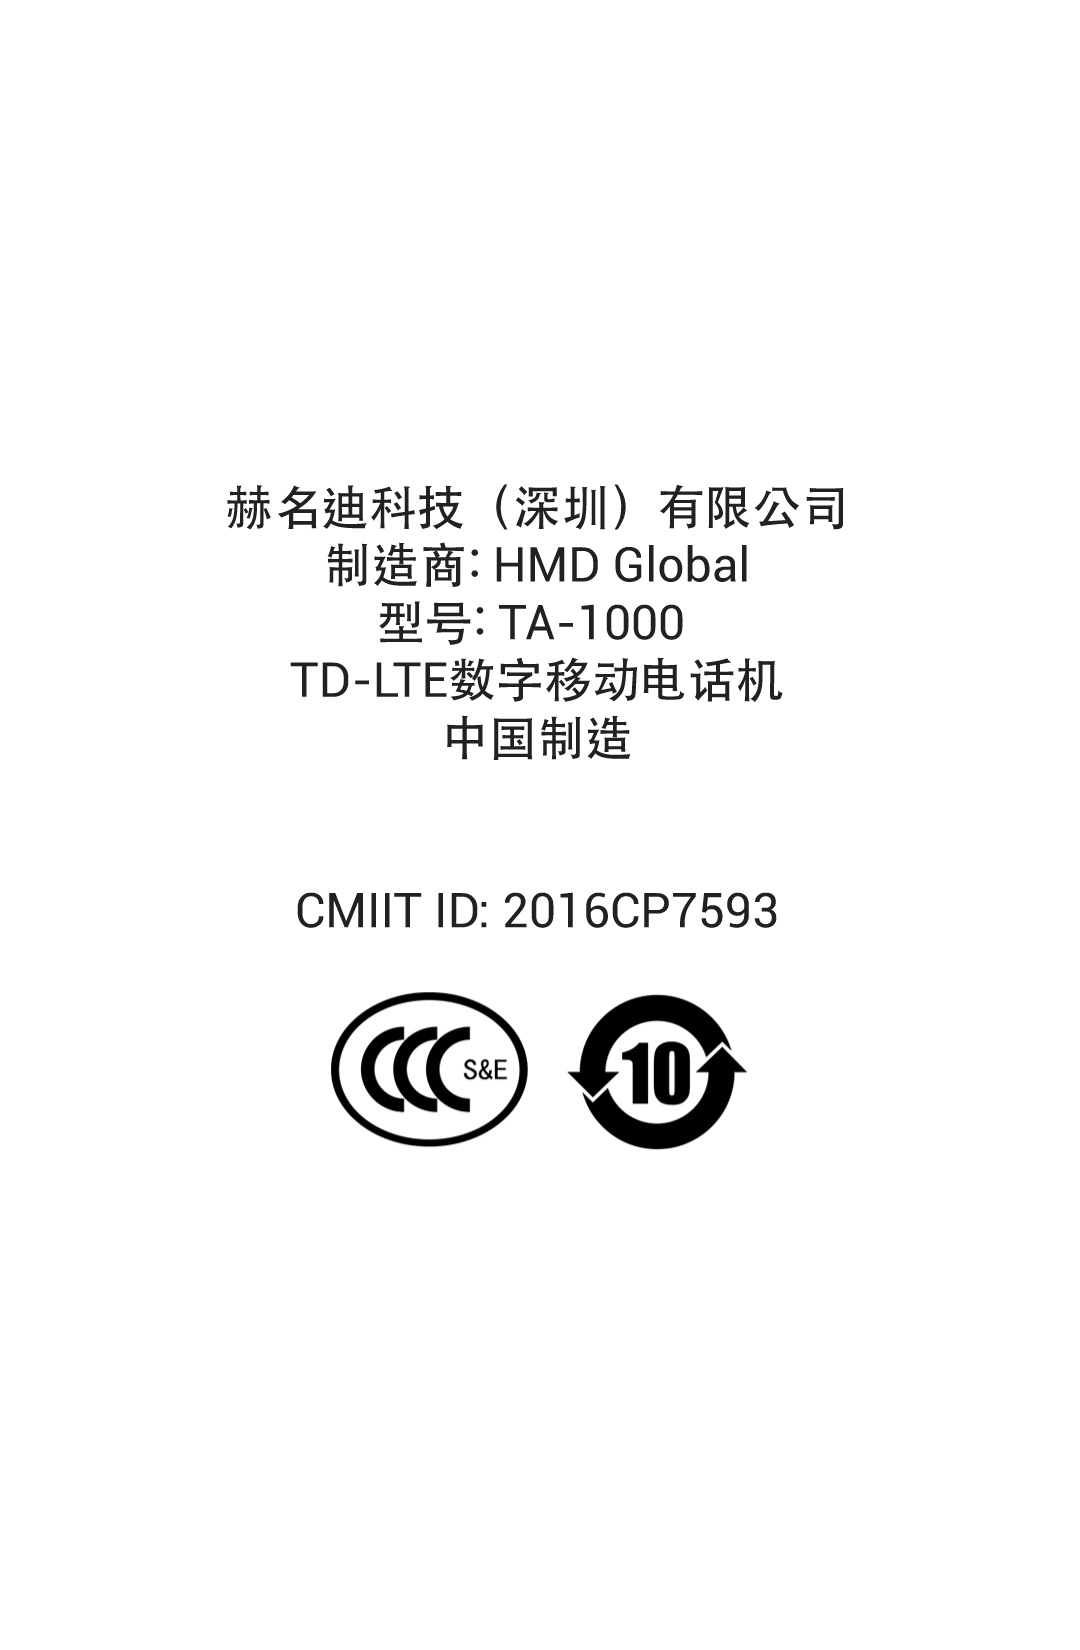 赫名迪科技（深圳）有限公司
制造商: HMD Global
型号: TA-1000
TD-LTE数字移动电话机
中国制造
CMIIT ID: 2016CP7593
CCC S&E
10